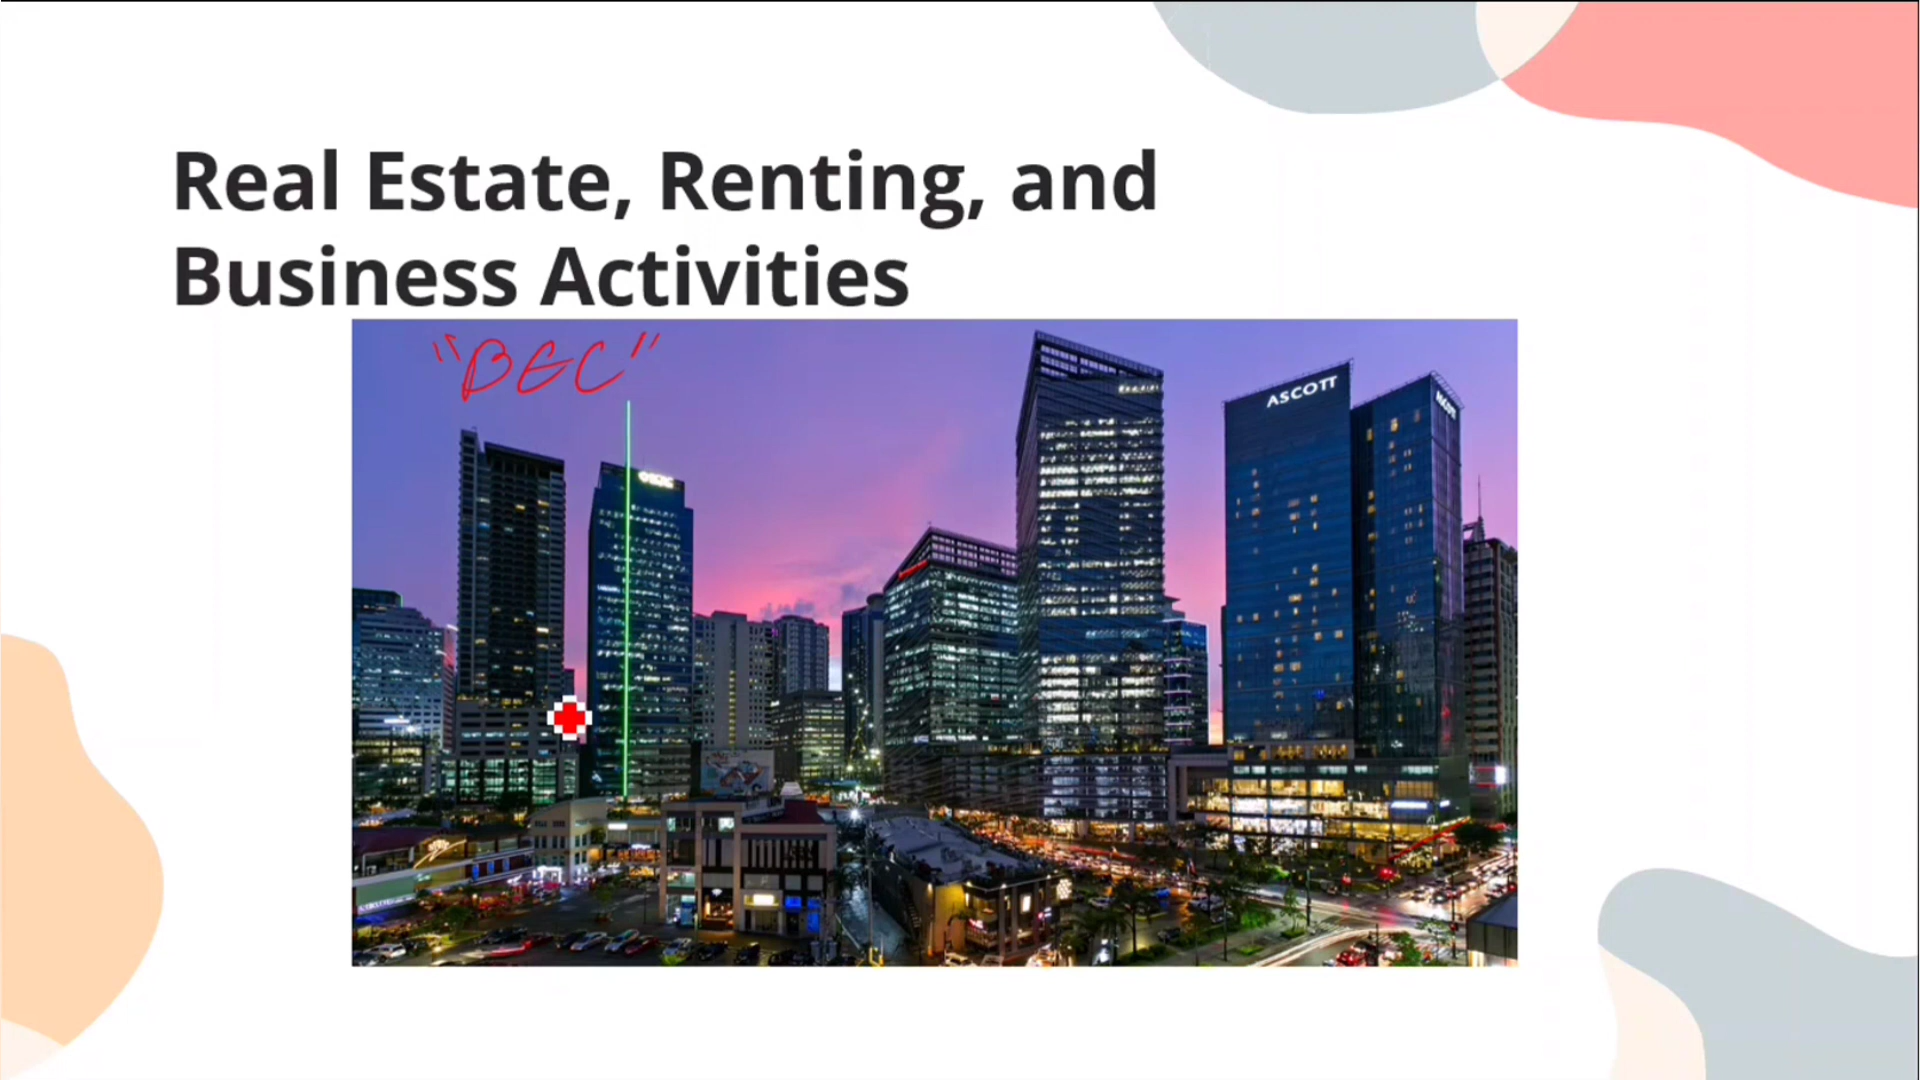 Real Estate, Renting, and
Business Activities
"BGC"
ASCOTT